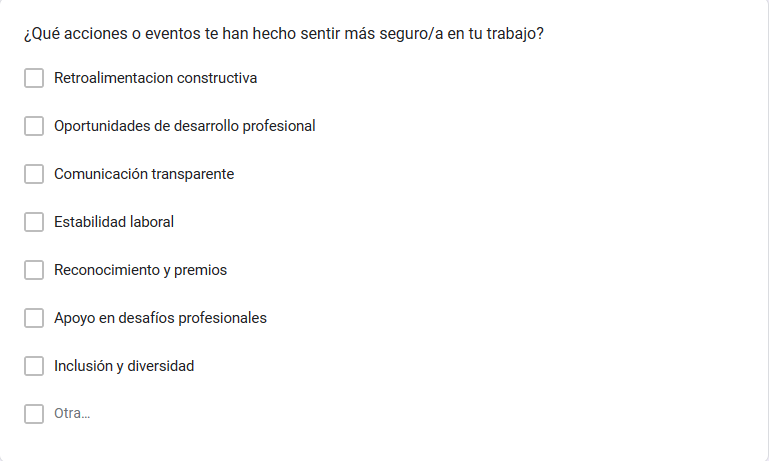 ¿Qué acciones o eventos te han hecho sentir más seguro/a en tu trabajo?
Retroalimentacion constructiva
Oportunidades de desarrollo profesional
Comunicación transparente
Estabilidad laboral
Reconocimiento y premios
Apoyo en desafíos profesionales
Inclusión y diversidad
Otra...